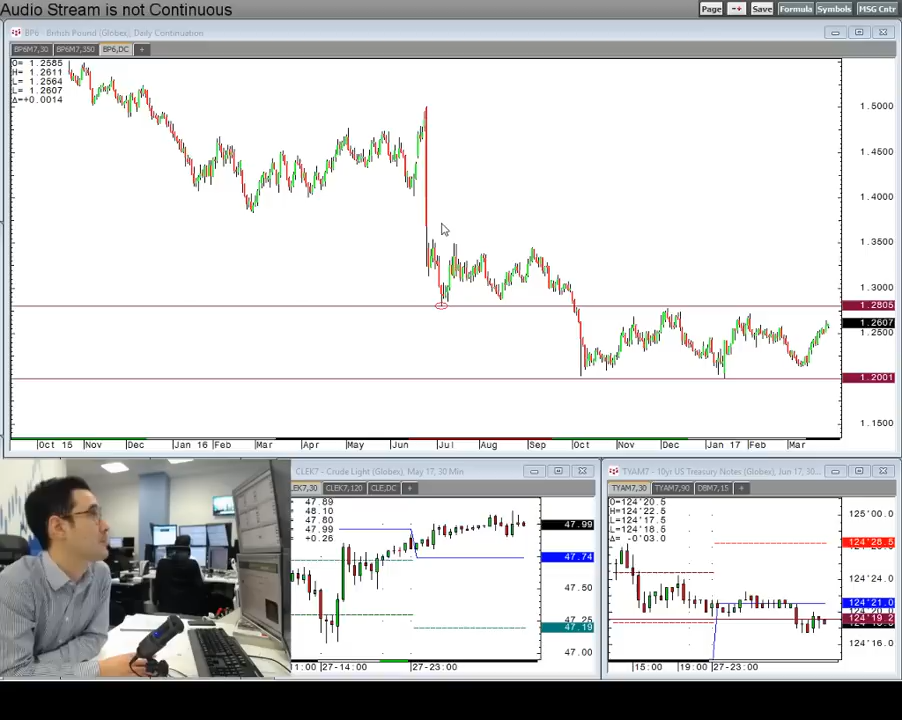 Audio Stream is not Continuous
Page
Save
Formula
Symbols
MSG Cntr
BP6 - British Pound (Globex), Daily Continuation
BP6M7,30 BP6M7,350 BP6,DC +
O= 1.2585
H= 1.2611
L= 1.2564
L= 1.2607
Δ=+0.0014
1.5000
1.4500
1.4000
1.3500
1.3000
1.2805
1.2607
1.2500
1.2001
1.1500
Oct 15 Nov Dec Jan 16 Feb Mar Apr May Jun Jul Aug Sep Oct Nov Dec Jan 17 Feb Mar
CLEK7 - Crude Light (Globex), May 17, 30 Min
CLEK7,120 CLE,DC +
47.89
48.10
47.80
47.99
+0.26
47.99
47.74
47.50
47.25
47.19
47.00
27-14:00 27-23:00
TYAM7 - 10yr US Treasury Notes (Globex), Jun 17, 30 Min
TYAM7,30 TYAM7,90 DBM7,15 +
O=124'20.5
H=124'22.5
L=124'17.5
L=124'18.5
Δ= -0'03.0
125'00.0
124'28.5
124'24.0
124'21.0
124'19.2
124'16.0
15:00 19:00 27-23:00